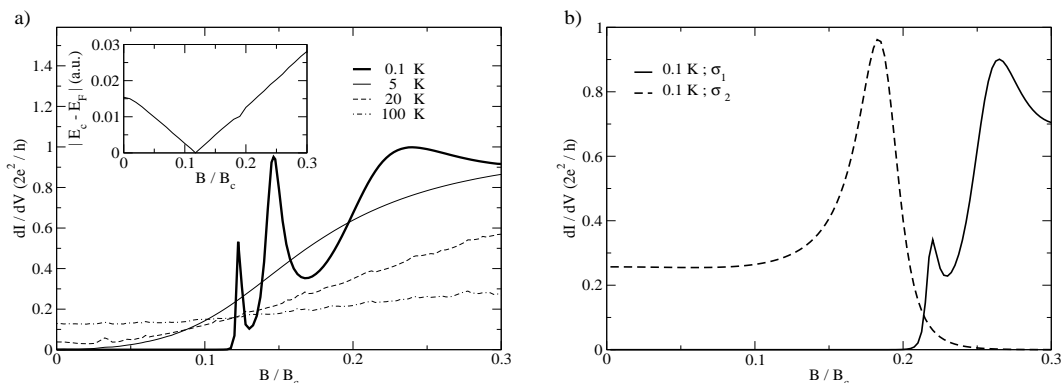 a)
1.4
1.2
1
0.8
0.6
0.4
0.2
0
dI / dV (2e² / h)
0 0.1 0.2 0.3
B / B_c
0.03
0.02
0.01
0
| E_c - E_F | (a.u.)
0 0.1 0.2 0.3
B / B_c
0.1 K
5 K
20 K
100 K
b)
1
0.8
0.6
0.4
0.2
0
dI / dV (2e² / h)
0 0.1 0.2 0.3
B / B_c
0.1 K ; σ₁
0.1 K ; σ₂